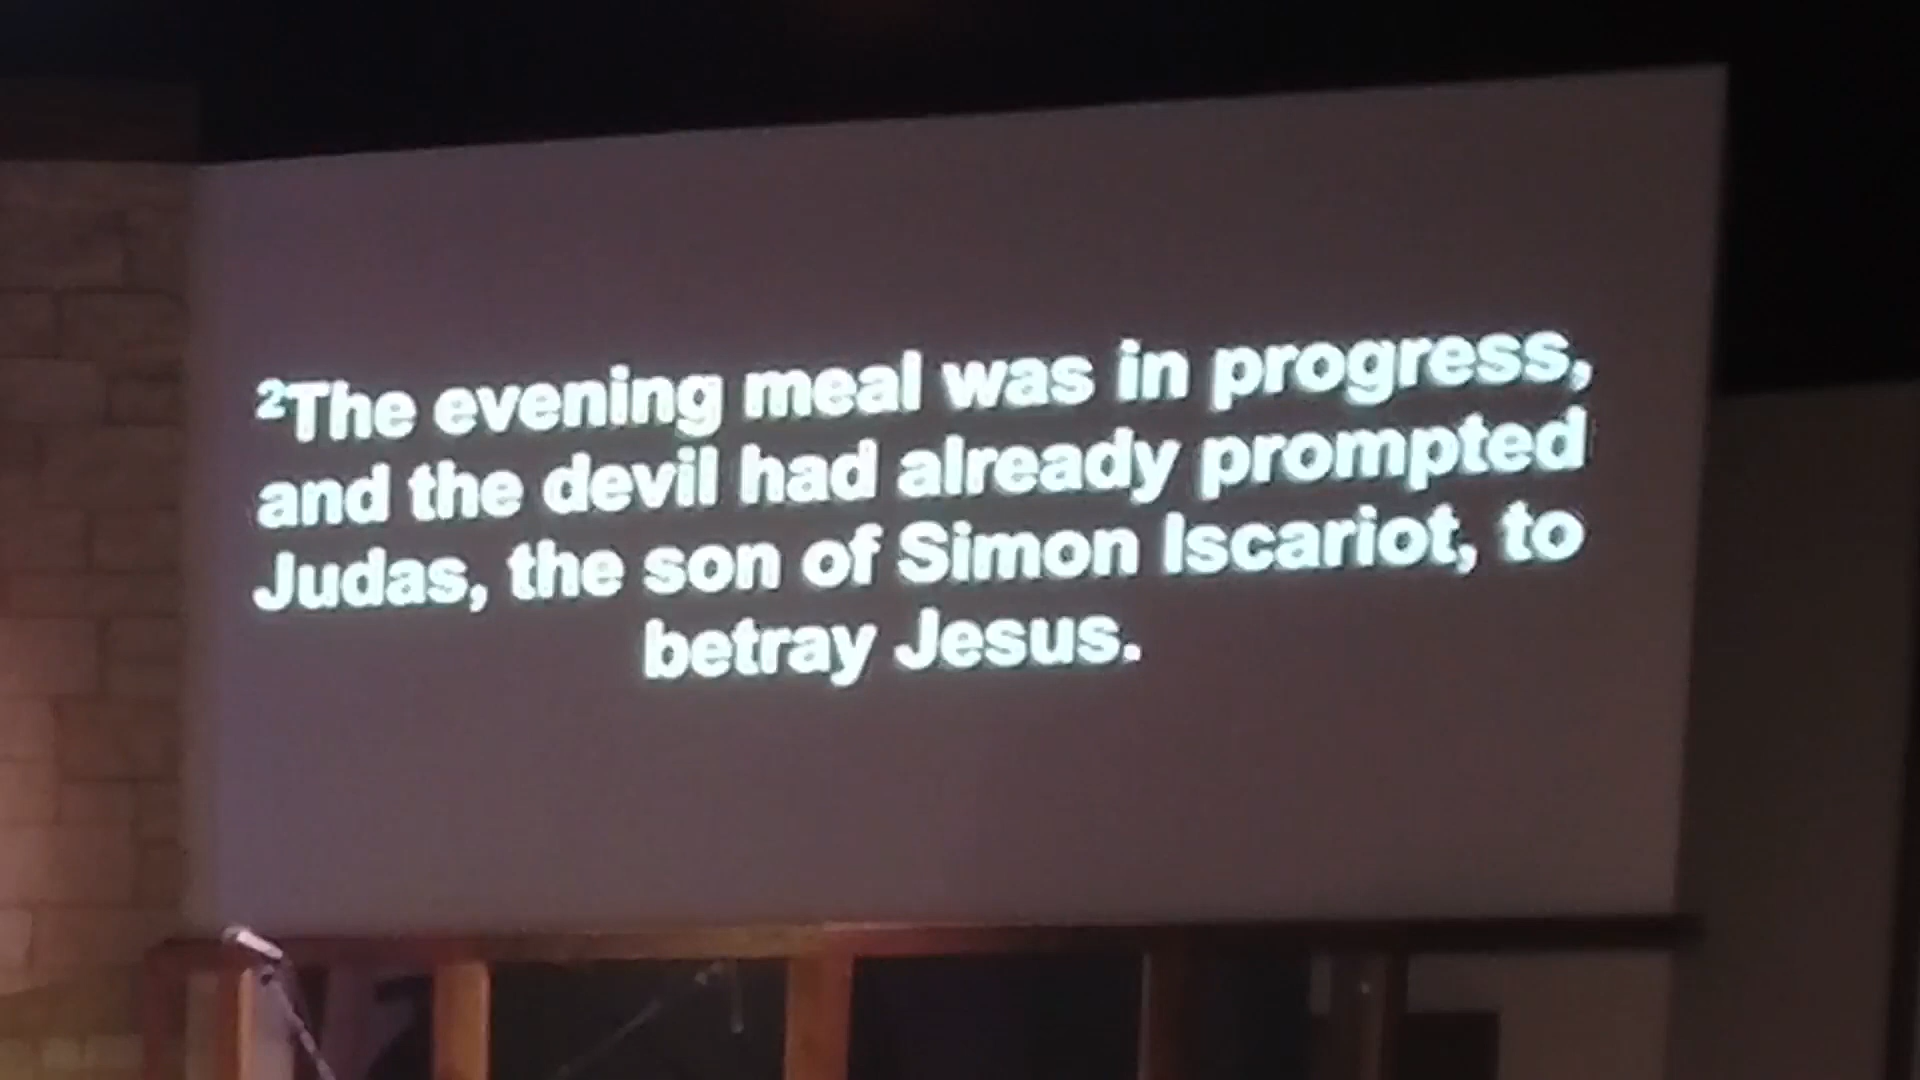 ²The evening meal was in progress,
and the devil had already prompted
Judas, the son of Simon Iscariot, to
betray Jesus.